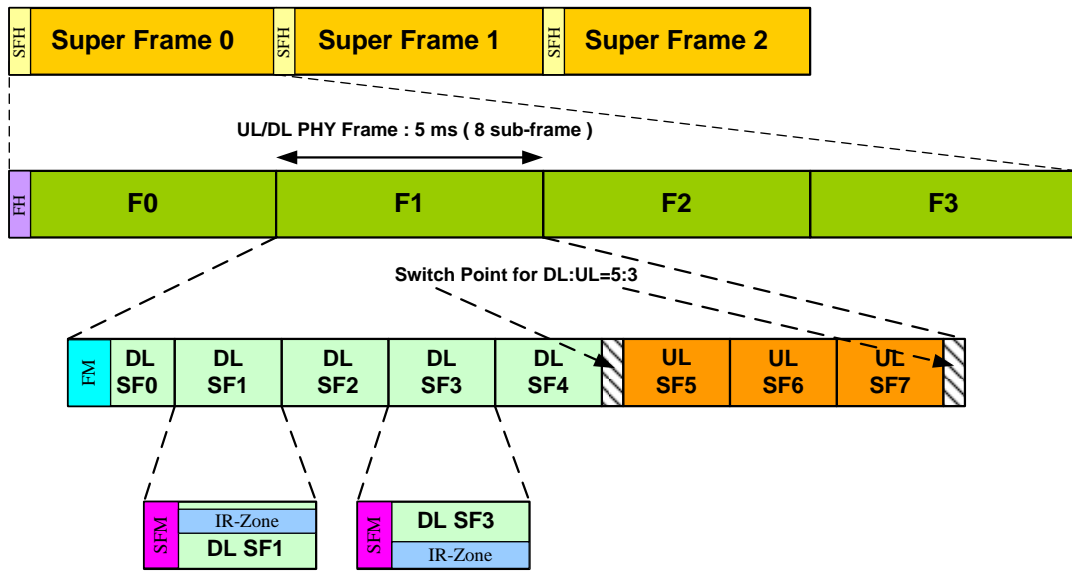 SFH
Super Frame 0
SFH
Super Frame 1
SFH
Super Frame 2
UL/DL PHY Frame : 5 ms ( 8 sub-frame )
FH
F0
F1
F2
F3
Switch Point for DL:UL=5:3
FM
DL
SF0
DL
SF1
DL
SF2
DL
SF3
DL
SF4
UL
SF5
UL
SF6
UL
SF7
SFM
IR-Zone
DL SF1
SFM
DL SF3
IR-Zone